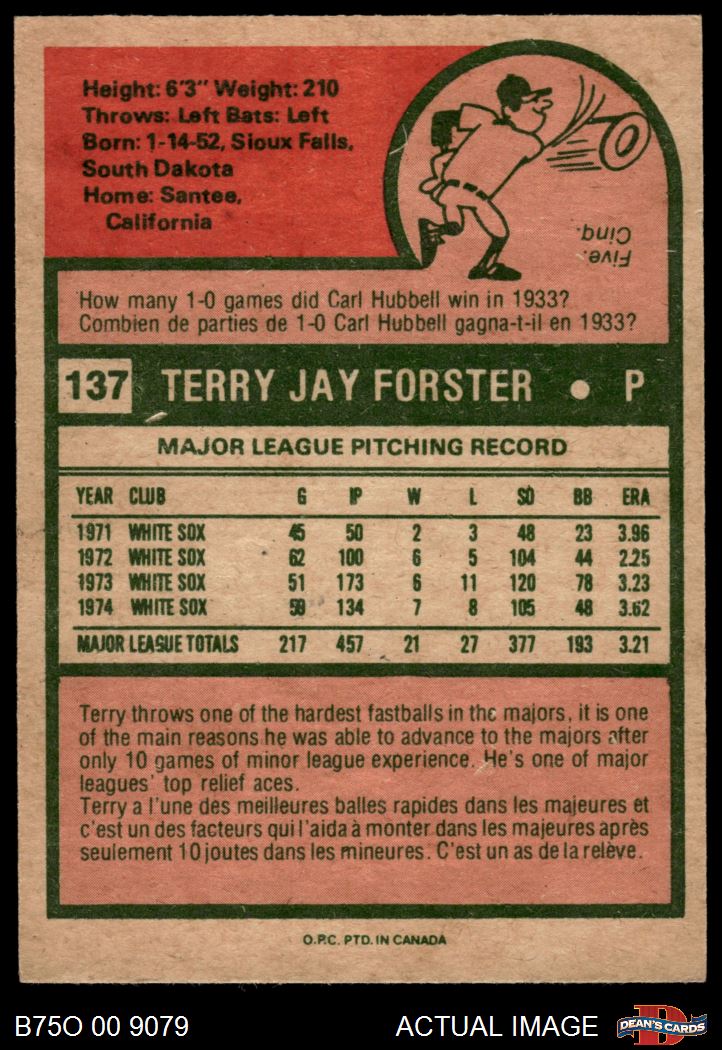 Height: 6'3" Weight: 210
Throws: Left Bats: Left
Born: 1-14-52, Sioux Falls,
South Dakota
Home: Santee,
California
Five.
Cinq.
How many 1-0 games did Carl Hubbell win in 1933?
Combien de parties de 1-0 Carl Hubbell gagna-t-il en 1933?
137 TERRY JAY FORSTER • P
MAJOR LEAGUE PITCHING RECORD
YEAR CLUB G IP W L SO BB ERA
1971 WHITE SOX 45 50 2 3 48 23 3.96
1972 WHITE SOX 62 100 6 5 104 44 2.25
1973 WHITE SOX 51 173 6 11 120 78 3.23
1974 WHITE SOX 59 134 7 8 105 48 3.62
MAJOR LEAGUE TOTALS 217 457 21 27 377 193 3.21
Terry throws one of the hardest fastballs in the majors, it is one
of the main reasons he was able to advance to the majors after
only 10 games of minor league experience. He's one of major
leagues' top relief aces.
Terry a l'une des meilleures balles rapides dans les majeures et
c'est un des facteurs qui l'aida à monter dans les majeures après
seulement 10 joutes dans les mineures. C'est un as de la relève.
O.P.C. PTD. IN CANADA
B75O 00 9079 ACTUAL IMAGE DEAN'S CARDS